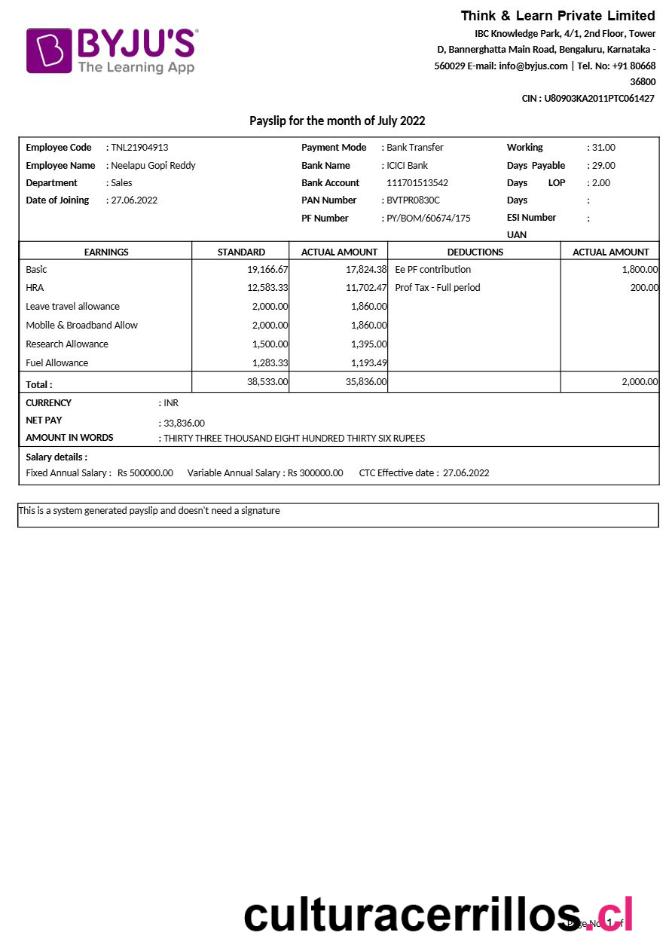 BYJU'S
The Learning App
Think & Learn Private Limited
IBC Knowledge Park, 4/1, 2nd Floor, Tower
D, Bannerghatta Main Road, Bengaluru, Karnataka -
560029 E-mail: info@byjus.com | Tel. No: +91 80668
36800
CIN : U80903KA2011PTC061427
Payslip for the month of July 2022
Employee Code : TNL21904913 Payment Mode : Bank Transfer Working : 31.00
Employee Name : Neelapu Gopi Reddy Bank Name : ICICI Bank Days Payable : 29.00
Department : Sales Bank Account 111701513542 Days LOP : 2.00
Date of Joining : 27.06.2022 PAN Number : BVTPR0830C Days :
PF Number : PY/BOM/60674/175 ESI Number :
UAN
EARNINGS STANDARD ACTUAL AMOUNT DEDUCTIONS ACTUAL AMOUNT
Basic 19,166.67 17,824.38 Ee PF contribution 1,800.00
HRA 12,583.33 11,702.47 Prof Tax - Full period 200.00
Leave travel allowance 2,000.00 1,860.00
Mobile & Broadband Allow 2,000.00 1,860.00
Research Allowance 1,500.00 1,395.00
Fuel Allowance 1,283.33 1,193.49
Total : 38,533.00 35,836.00 2,000.00
CURRENCY : INR
NET PAY : 33,836.00
AMOUNT IN WORDS : THIRTY THREE THOUSAND EIGHT HUNDRED THIRTY SIX RUPEES
Salary details :
Fixed Annual Salary : Rs 500000.00 Variable Annual Salary : Rs 300000.00 CTC Effective date : 27.06.2022
This is a system generated payslip and doesn't need a signature
culturacerrillos.cl